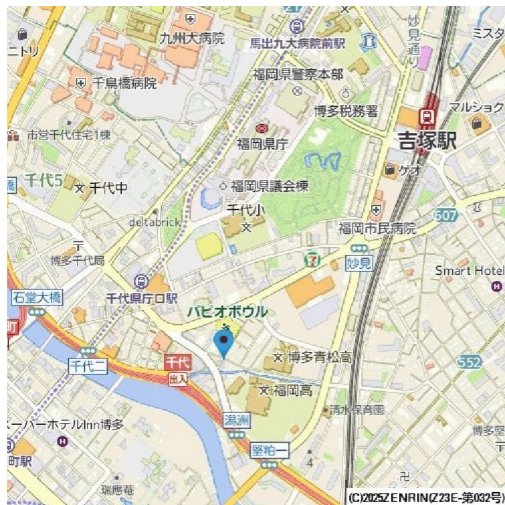 九州大病院
馬出九大病院前駅
妙見通り
ミスタ
ニトリ
福岡県警察本部
千鳥橋病院
博多税務署
マルショク
吉塚駅
市営千代住宅1棟
福岡県庁
ゲオ
千代5
千代中
福岡県議会棟
千代小
deltabrick
福岡市民病院
607
博多千代局
妙見
Smart Hotel
千代県庁口駅
石堂大橋
パピオボウル
千代二
千代
出入
博多青松高
552
福岡高
潟洲
清水保育園
ーパーホテルInn博多
堅粕一
博多堅
町駅
4
瑞應菴
(C)2025ZENRIN(Z23E-第032号)